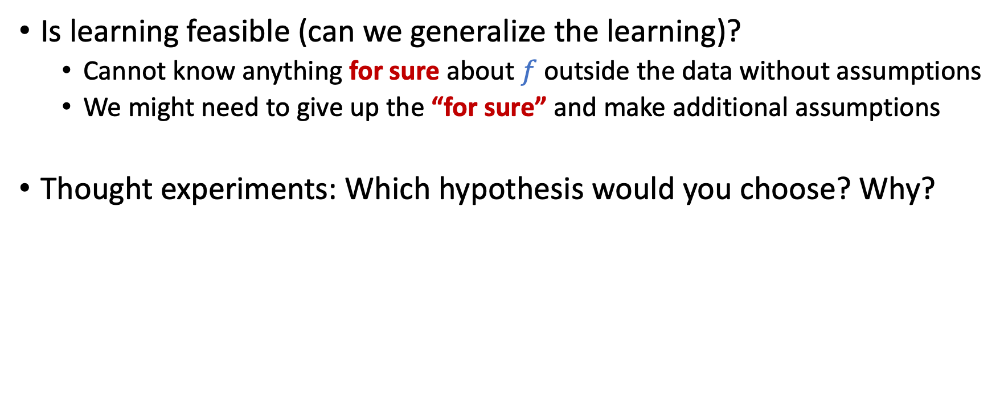 • Is learning feasible (can we generalize the learning)?
• Cannot know anything for sure about f outside the data without assumptions
• We might need to give up the “for sure” and make additional assumptions
• Thought experiments: Which hypothesis would you choose? Why?